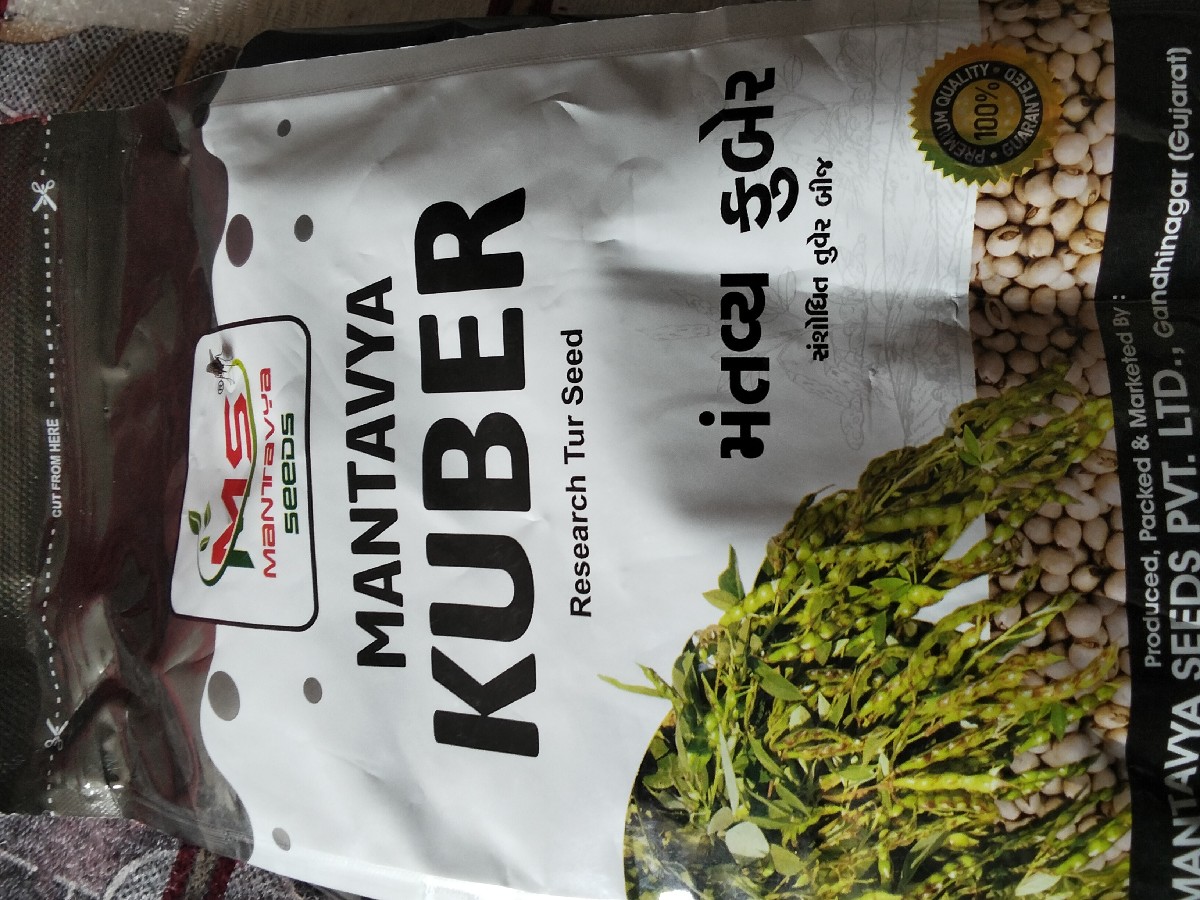 CUT FROM HERE
MS
®
Mantavya
seeds
MANTAVYA
KUBER
Research Tur Seed
મંતવ્ય કુબેર
સંશોધિત તુવેર બીજ
PREMIUM QUALITY
100%
GUARANTEED
Produced, Packed & Marketed By :
MANTAVYA SEEDS PVT. LTD., Gandhinagar (Gujarat)